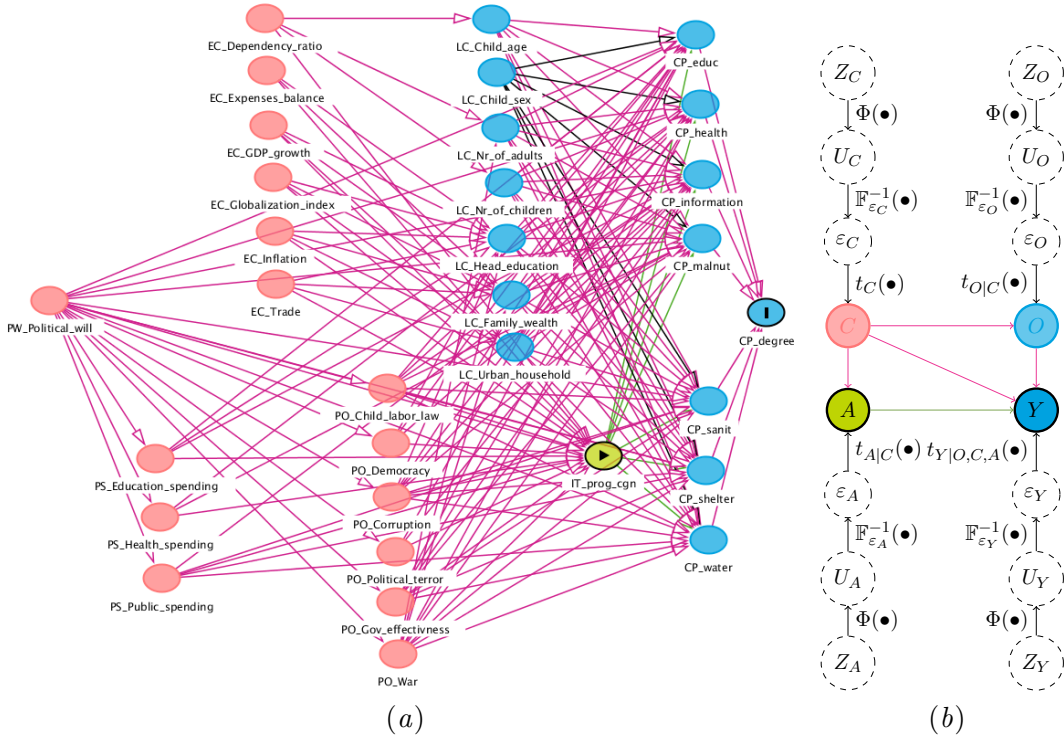 EC_Dependency_ratio
EC_Expenses_balance
EC_GDP_growth
EC_Globalization_index
EC_Inflation
EC_Trade
PW_Political_will
PS_Education_spending
PS_Health_spending
PS_Public_spending
PO_Child_labor_law
PO_Democracy
PO_Corruption
PO_Political_terror
PO_Gov_effectivness
PO_War
LC_Child_age
LC_Child_sex
LC_Nr_of_adults
LC_Nr_of_children
LC_Head_education
LC_Family_wealth
LC_Urban_household
IT_prog_cgn
CP_educ
CP_health
CP_information
CP_malnut
CP_degree
CP_sanit
CP_shelter
CP_water
(a)
Z_C Z_O
Φ(●) Φ(●)
U_C U_O
𝔽⁻¹_{ε_C}(●) 𝔽⁻¹_{ε_O}(●)
ε_C ε_O
t_C(●) t_{O|C}(●)
C O
A Y
t_{A|C}(●) t_{Y|O,C,A}(●)
ε_A ε_Y
𝔽⁻¹_{ε_A}(●) 𝔽⁻¹_{ε_Y}(●)
U_A U_Y
Φ(●) Φ(●)
Z_A Z_Y
(b)